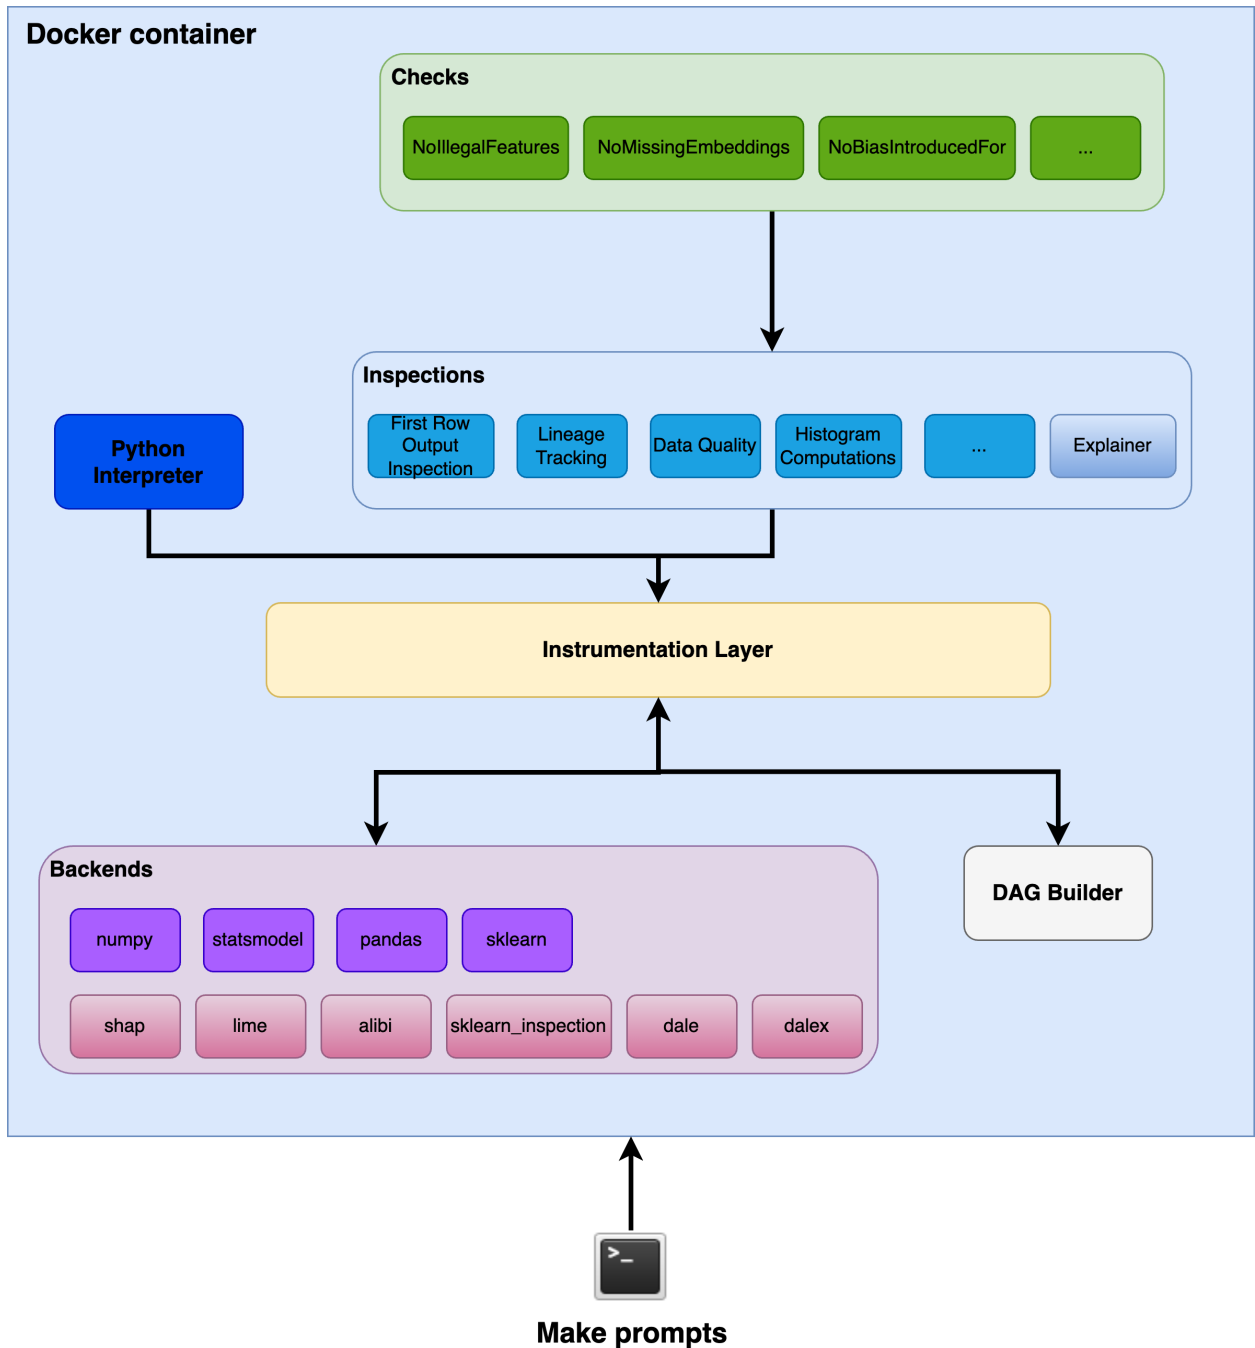 Docker container
Checks
NoIllegalFeatures
NoMissingEmbeddings
NoBiasIntroducedFor
...
Inspections
First Row
Output
Inspection
Lineage
Tracking
Data Quality
Histogram
Computations
...
Explainer
Python
Interpreter
Instrumentation Layer
Backends
numpy
statsmodel
pandas
sklearn
shap
lime
alibi
sklearn_inspection
dale
dalex
DAG Builder
>_
Make prompts